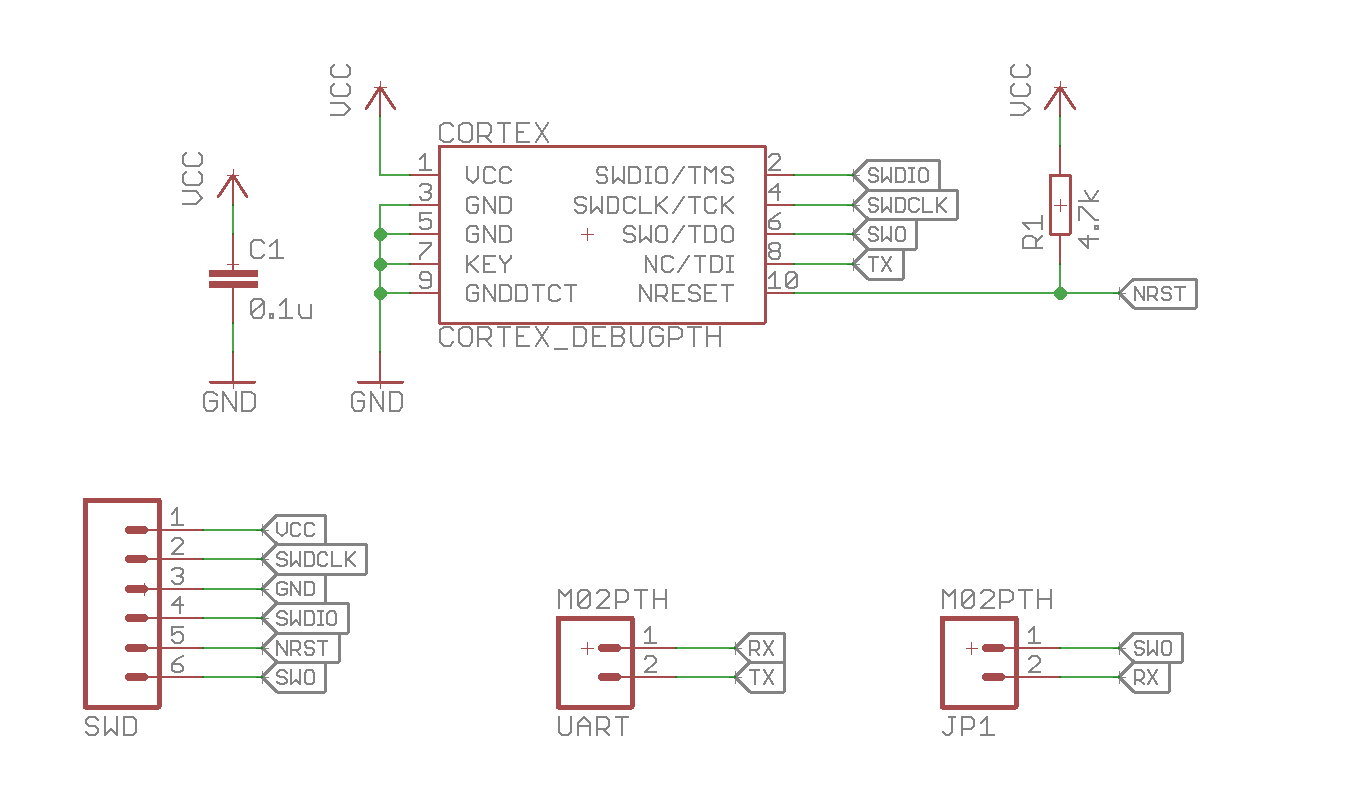 VCC
VCC
VCC
CORTEX
1 VCC SWDIO/TMS 2 SWDIO
3 GND SWDCLK/TCK 4 SWDCLK
5 GND SWO/TDO 6 SWO
7 KEY NC/TDI 8 TX
9 GNDDTCT NRESET 10 NRST
CORTEX_DEBUGPTH
C1
0.1u
GND
GND
R1
4.7k
1 VCC
2 SWDCLK
3 GND
4 SWDIO
5 NRST
6 SWO
SWD
M02PTH
1 RX
2 TX
UART
M02PTH
1 SWO
2 RX
JP1